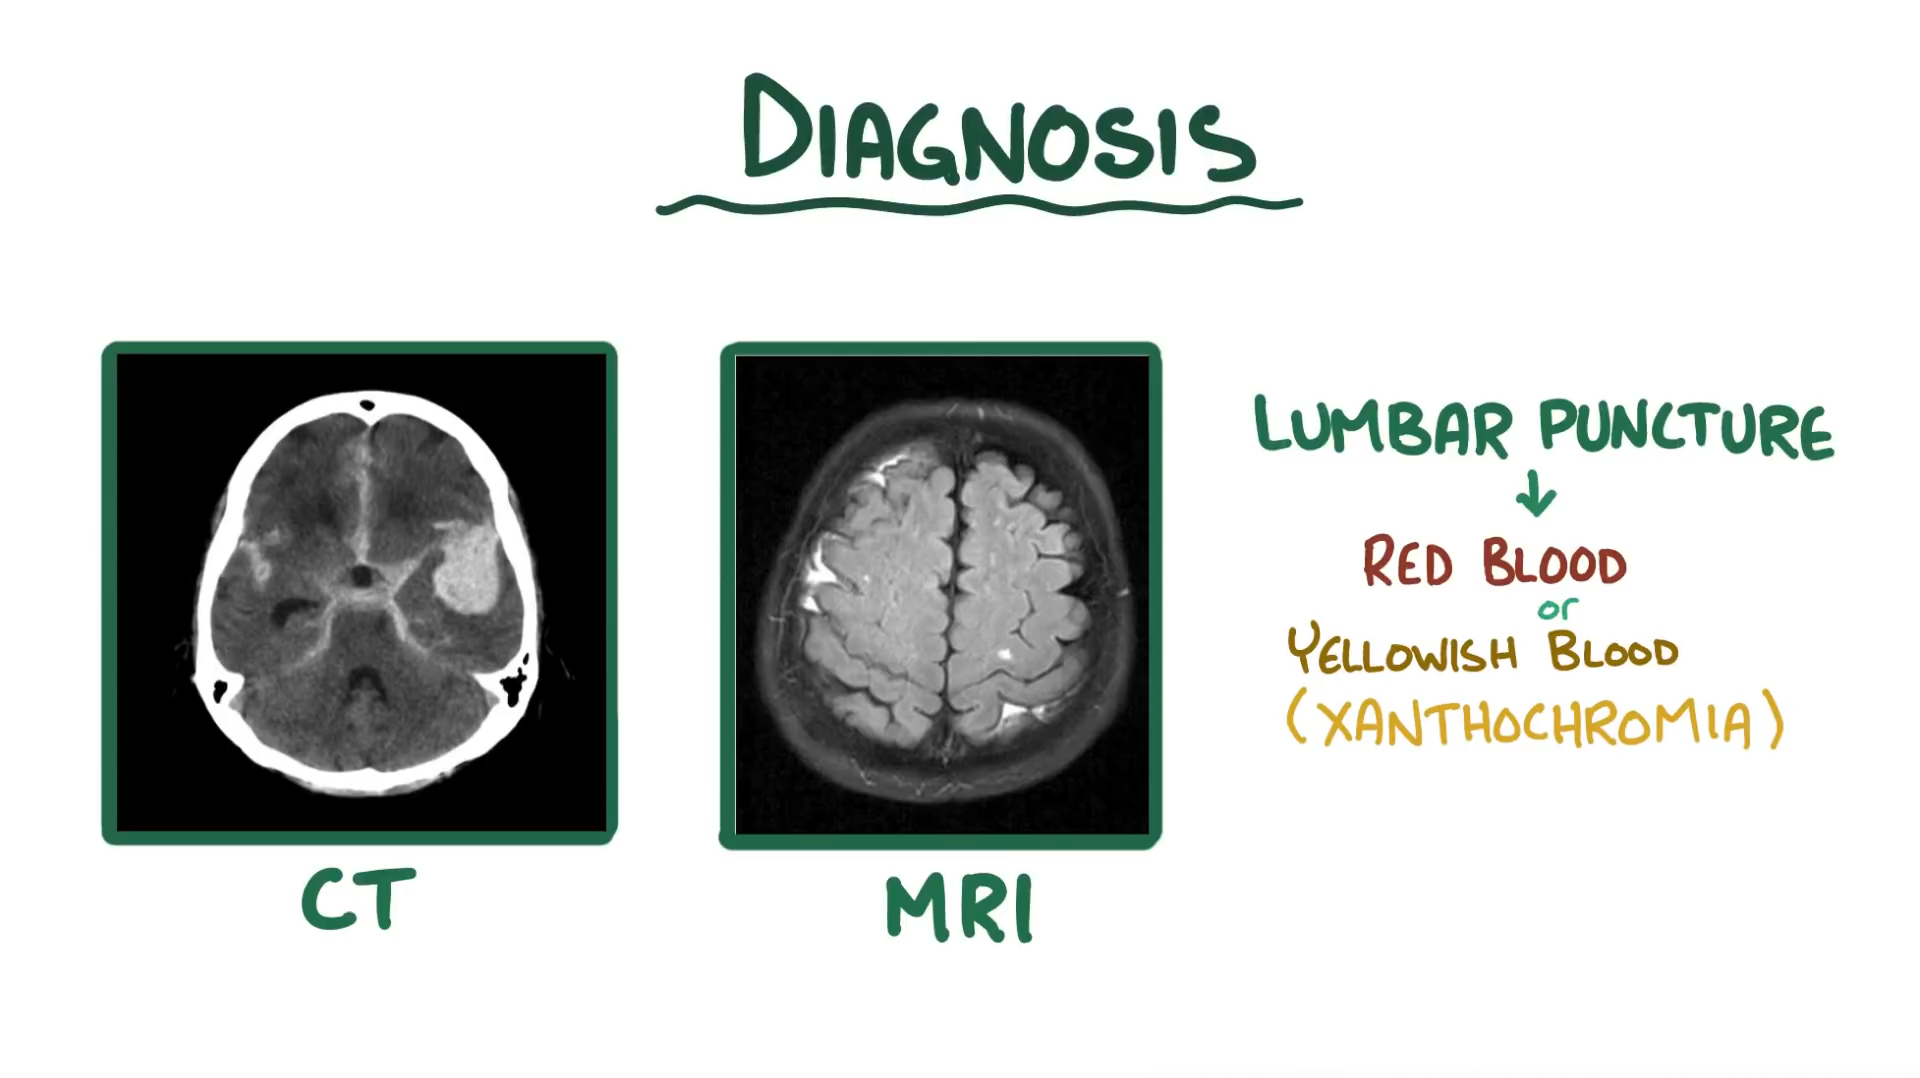 DIAGNOSIS
CT
MRI
LUMBAR PUNCTURE
↓
RED BLOOD
or
YELLOWISH BLOOD
(XANTHOCHROMIA)